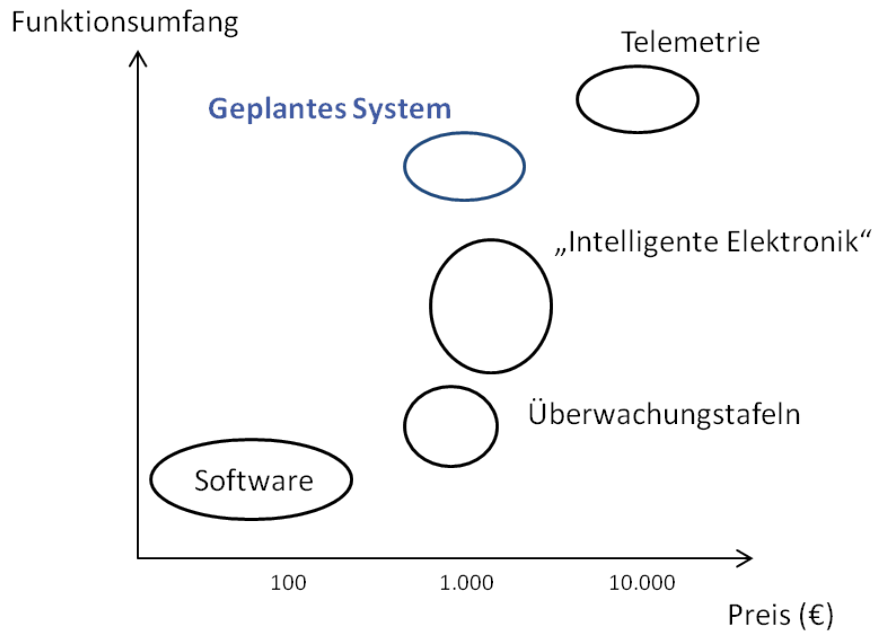 Funktionsumfang
Telemetrie
Geplantes System
„Intelligente Elektronik“
Überwachungstafeln
Software
100
1.000
10.000
Preis (€)